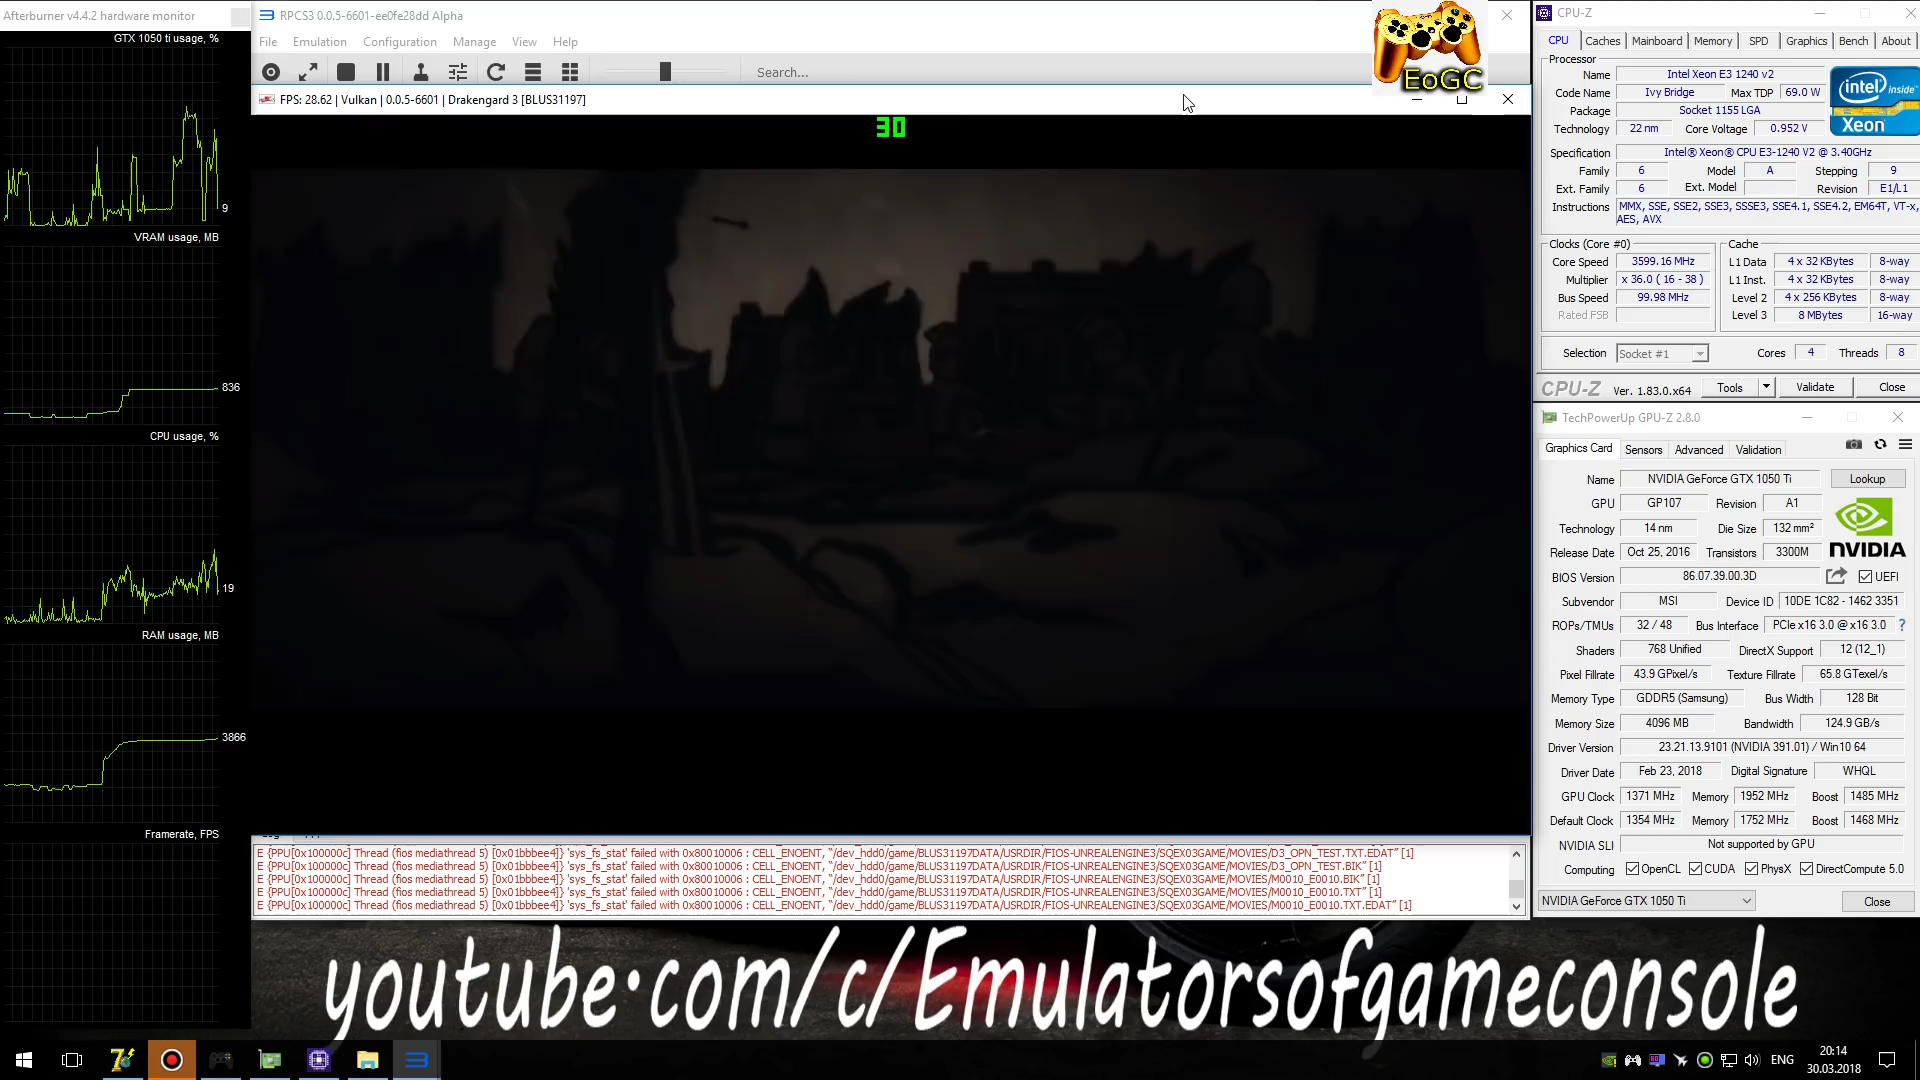 Afterburner v4.4.2 hardware monitor
GTX 1050 ti usage, %
9
VRAM usage, MB
836
CPU usage, %
19
RAM usage, MB
3866
Framerate, FPS
RPCS3 0.0.5-6601-ee0fe28dd Alpha
File Emulation Configuration Manage View Help
Search...
EoGC
FPS: 28.62 | Vulkan | 0.0.5-6601 | Drakengard 3 [BLUS31197]
30
E {PPU[0x100000c] Thread (fios mediathread 5) [0x01bbbee4]} 'sys_fs_stat' failed with 0x80010006 : CELL_ENOENT, “/dev_hdd0/game/BLUS31197DATA/USRDIR/FIOS-UNREALENGINE3/SQEX03GAME/MOVIES/D3_OPN_TEST.TXT.EDAT” [1]
E {PPU[0x100000c] Thread (fios mediathread 5) [0x01bbbee4]} 'sys_fs_stat' failed with 0x80010006 : CELL_ENOENT, “/dev_hdd0/game/BLUS31197DATA/USRDIR/FIOS-UNREALENGINE3/SQEX03GAME/MOVIES/D3_OPN_TEST.BIK” [1]
E {PPU[0x100000c] Thread (fios mediathread 5) [0x01bbbee4]} 'sys_fs_stat' failed with 0x80010006 : CELL_ENOENT, “/dev_hdd0/game/BLUS31197DATA/USRDIR/FIOS-UNREALENGINE3/SQEX03GAME/MOVIES/M0010_E0010.BIK” [1]
E {PPU[0x100000c] Thread (fios mediathread 5) [0x01bbbee4]} 'sys_fs_stat' failed with 0x80010006 : CELL_ENOENT, “/dev_hdd0/game/BLUS31197DATA/USRDIR/FIOS-UNREALENGINE3/SQEX03GAME/MOVIES/M0010_E0010.TXT” [1]
E {PPU[0x100000c] Thread (fios mediathread 5) [0x01bbbee4]} 'sys_fs_stat' failed with 0x80010006 : CELL_ENOENT, “/dev_hdd0/game/BLUS31197DATA/USRDIR/FIOS-UNREALENGINE3/SQEX03GAME/MOVIES/M0010_E0010.TXT.EDAT” [1]
youtube.com/c/Emulatorsofgameconsole
CPU-Z
CPU Caches Mainboard Memory SPD Graphics Bench About
Processor
Name Intel Xeon E3 1240 v2
Code Name Ivy Bridge Max TDP 69.0 W
Package Socket 1155 LGA
Technology 22 nm Core Voltage 0.952 V
intel inside Xeon
Specification Intel® Xeon® CPU E3-1240 V2 @ 3.40GHz
Family 6 Model A Stepping 9
Ext. Family 6 Ext. Model Revision E1/L1
Instructions MMX, SSE, SSE2, SSE3, SSSE3, SSE4.1, SSE4.2, EM64T, VT-x,
AES, AVX
Clocks (Core #0) Cache
Core Speed 3599.16 MHz L1 Data 4 x 32 KBytes 8-way
Multiplier x 36.0 ( 16 - 38 ) L1 Inst. 4 x 32 KBytes 8-way
Bus Speed 99.98 MHz Level 2 4 x 256 KBytes 8-way
Rated FSB Level 3 8 MBytes 16-way
Selection Socket #1 Cores 4 Threads 8
CPU-Z Ver. 1.83.0.x64 Tools Validate Close
TechPowerUp GPU-Z 2.8.0
Graphics Card Sensors Advanced Validation
Name NVIDIA GeForce GTX 1050 Ti Lookup
GPU GP107 Revision A1
Technology 14 nm Die Size 132 mm²
NVIDIA
Release Date Oct 25, 2016 Transistors 3300M
BIOS Version 86.07.39.00.3D UEFI
Subvendor MSI Device ID 10DE 1C82 - 1462 3351
ROPs/TMUs 32 / 48 Bus Interface PCIe x16 3.0 @ x16 3.0 ?
Shaders 768 Unified DirectX Support 12 (12_1)
Pixel Fillrate 43.9 GPixel/s Texture Fillrate 65.8 GTexel/s
Memory Type GDDR5 (Samsung) Bus Width 128 Bit
Memory Size 4096 MB Bandwidth 124.9 GB/s
Driver Version 23.21.13.9101 (NVIDIA 391.01) / Win10 64
Driver Date Feb 23, 2018 Digital Signature WHQL
GPU Clock 1371 MHz Memory 1952 MHz Boost 1485 MHz
Default Clock 1354 MHz Memory 1752 MHz Boost 1468 MHz
NVIDIA SLI Not supported by GPU
Computing OpenCL CUDA PhysX DirectCompute 5.0
NVIDIA GeForce GTX 1050 Ti Close
ENG
20:14
30.03.2018